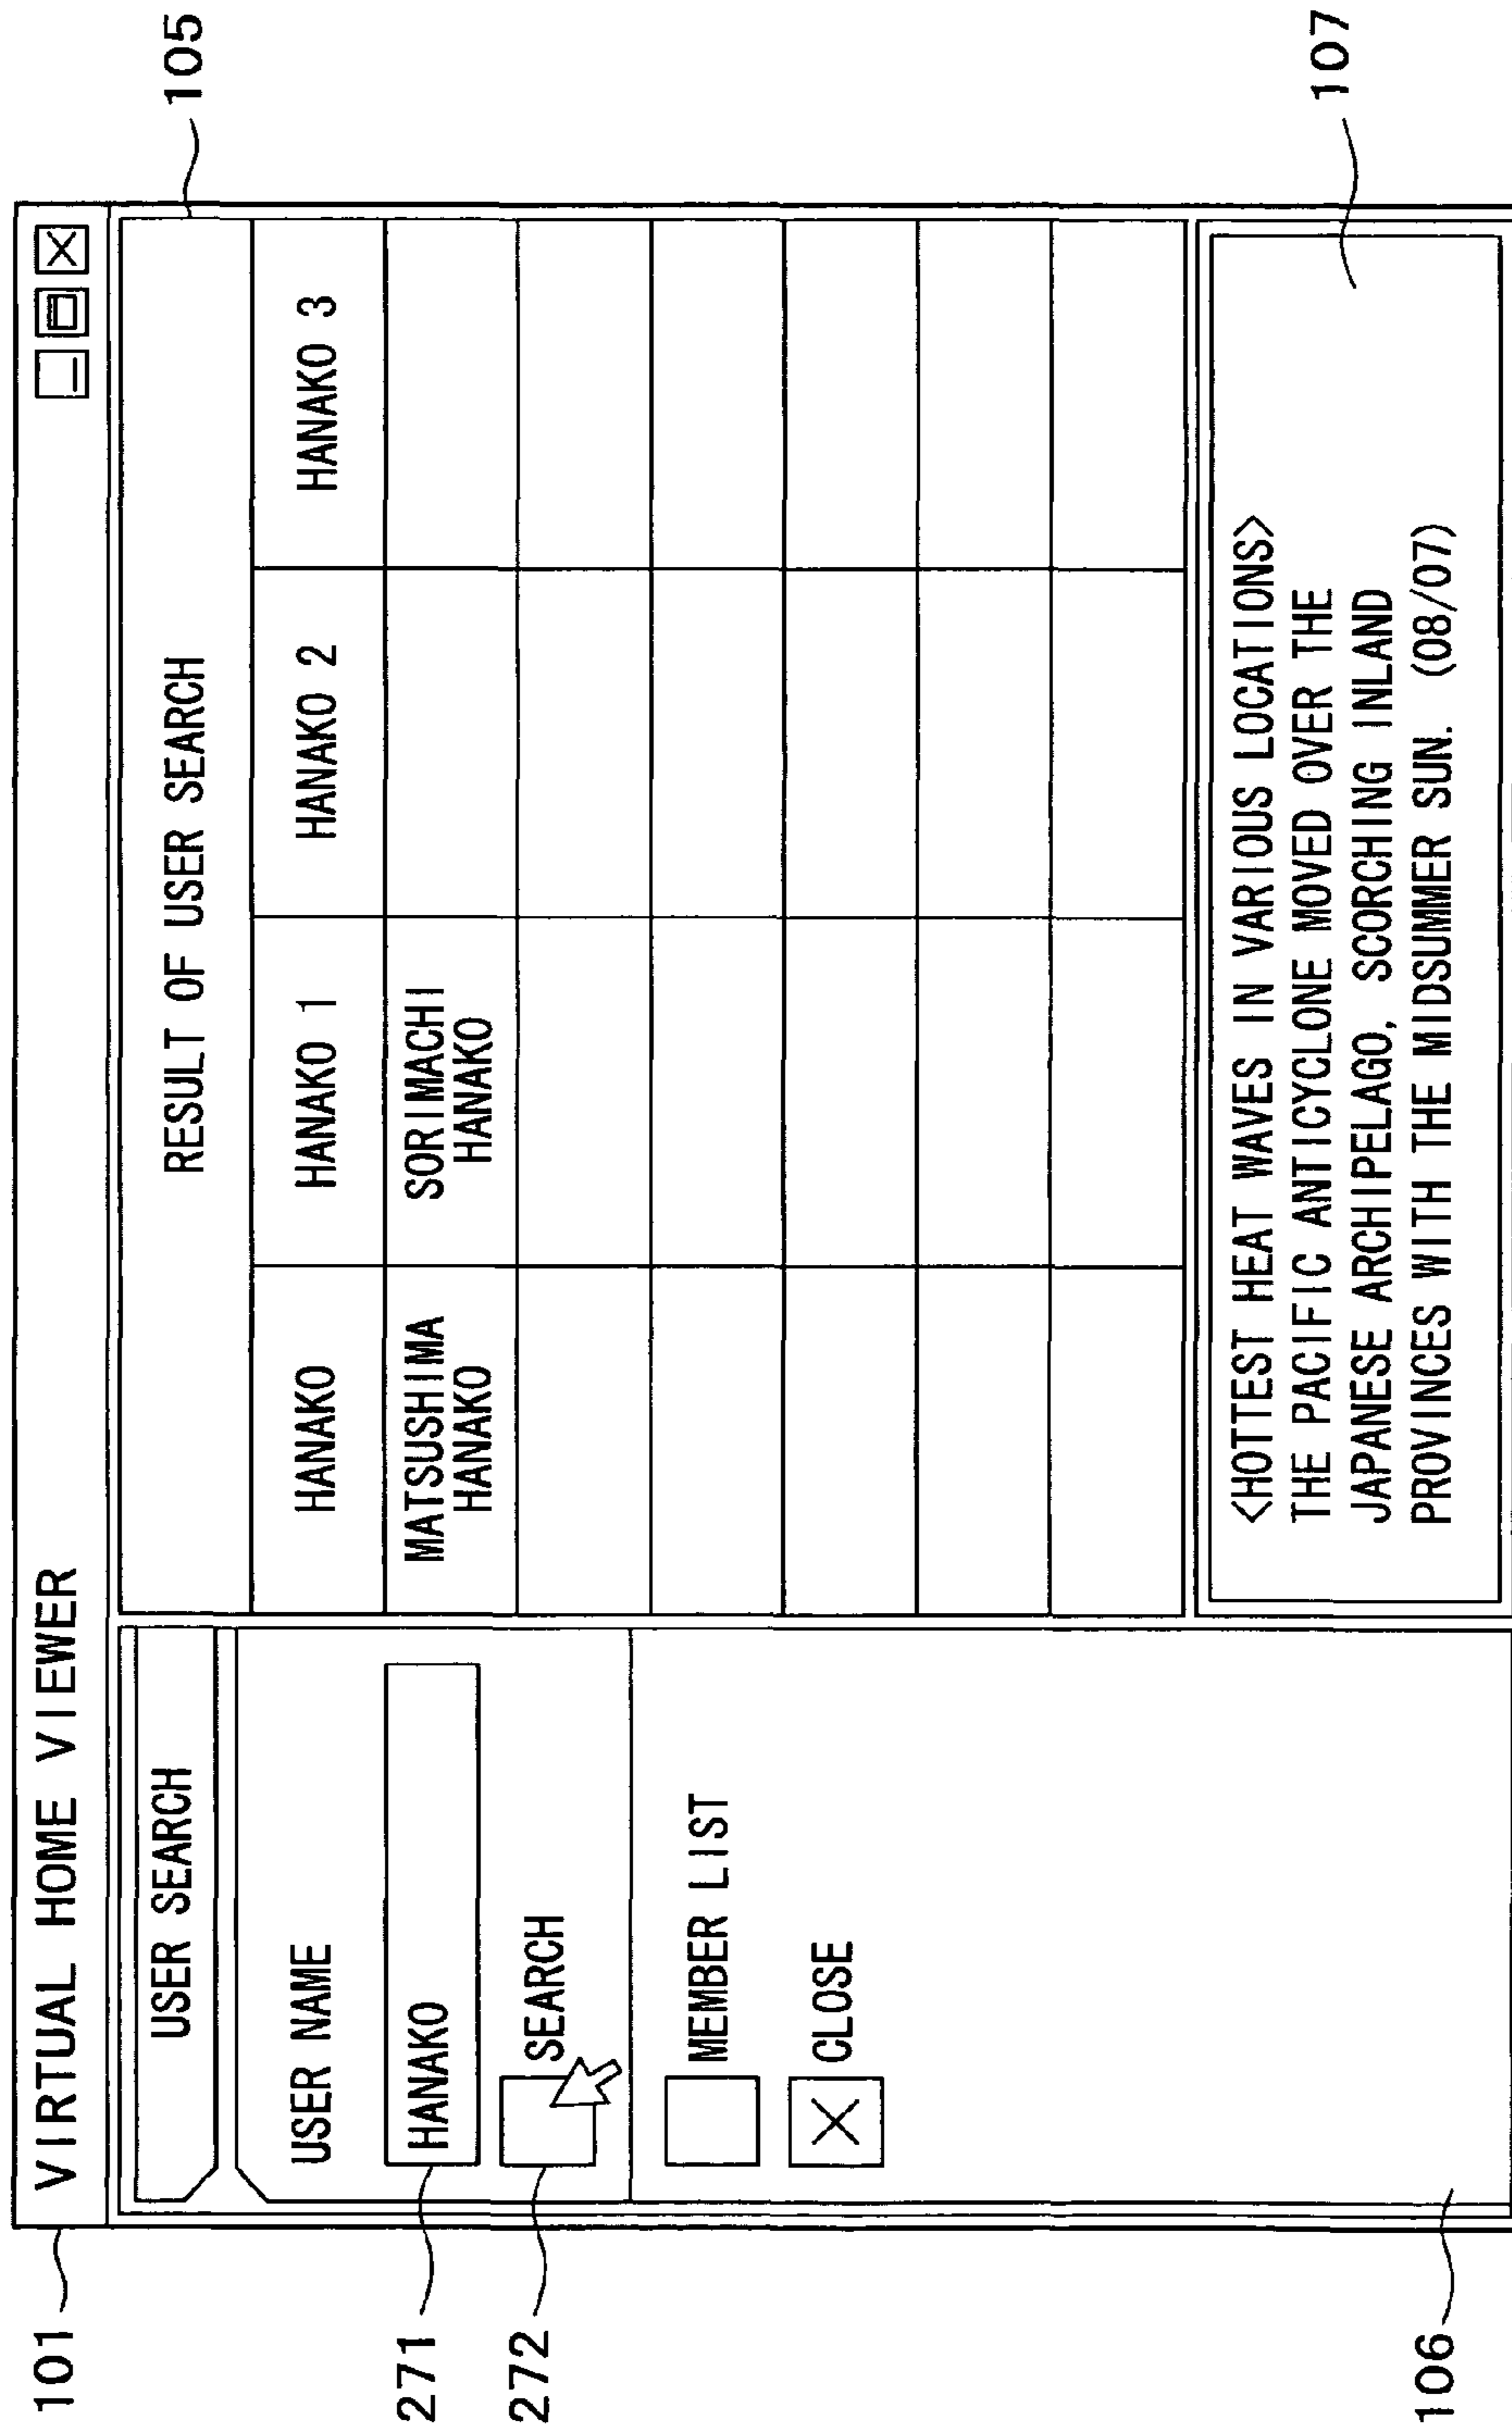 101
VIRTUAL HOME VIEWER
USER SEARCH
USER NAME
271
HANAKO
272
SEARCH
MEMBER LIST
CLOSE
106
105
RESULT OF USER SEARCH
HANAKO HANAKO 1 HANAKO 2 HANAKO 3
MATSUSHIMA SORIMACHI
HANAKO HANAKO
107
<HOTTEST HEAT WAVES IN VARIOUS LOCATIONS>
THE PACIFIC ANTICYCLONE MOVED OVER THE
JAPANESE ARCHIPELAGO, SCORCHING INLAND
PROVINCES WITH THE MIDSUMMER SUN. (08/07)